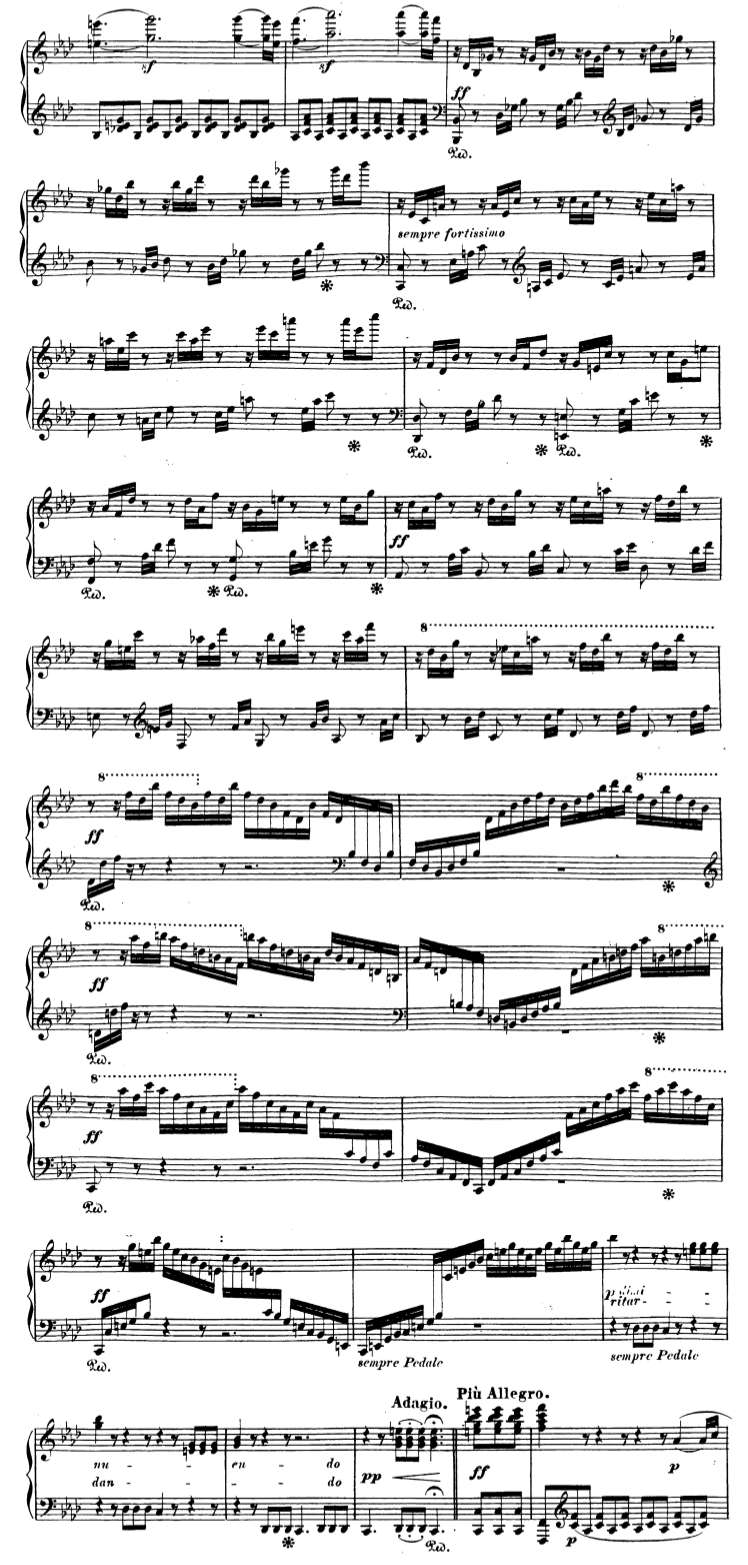 sf sf ff
Ped.
sempre fortissimo
Ped.
Ped. Ped.
ff
Ped. Ped.
8
8 8
ff
Ped.
8 8
ff
Ped.
8 8
ff
Ped.
ff
ritar-
Ped. sempre Pedale sempre Pedale
Adagio. Più Allegro.
nu - - en - - do
dan - - - - do
pp ff p
Ped. p